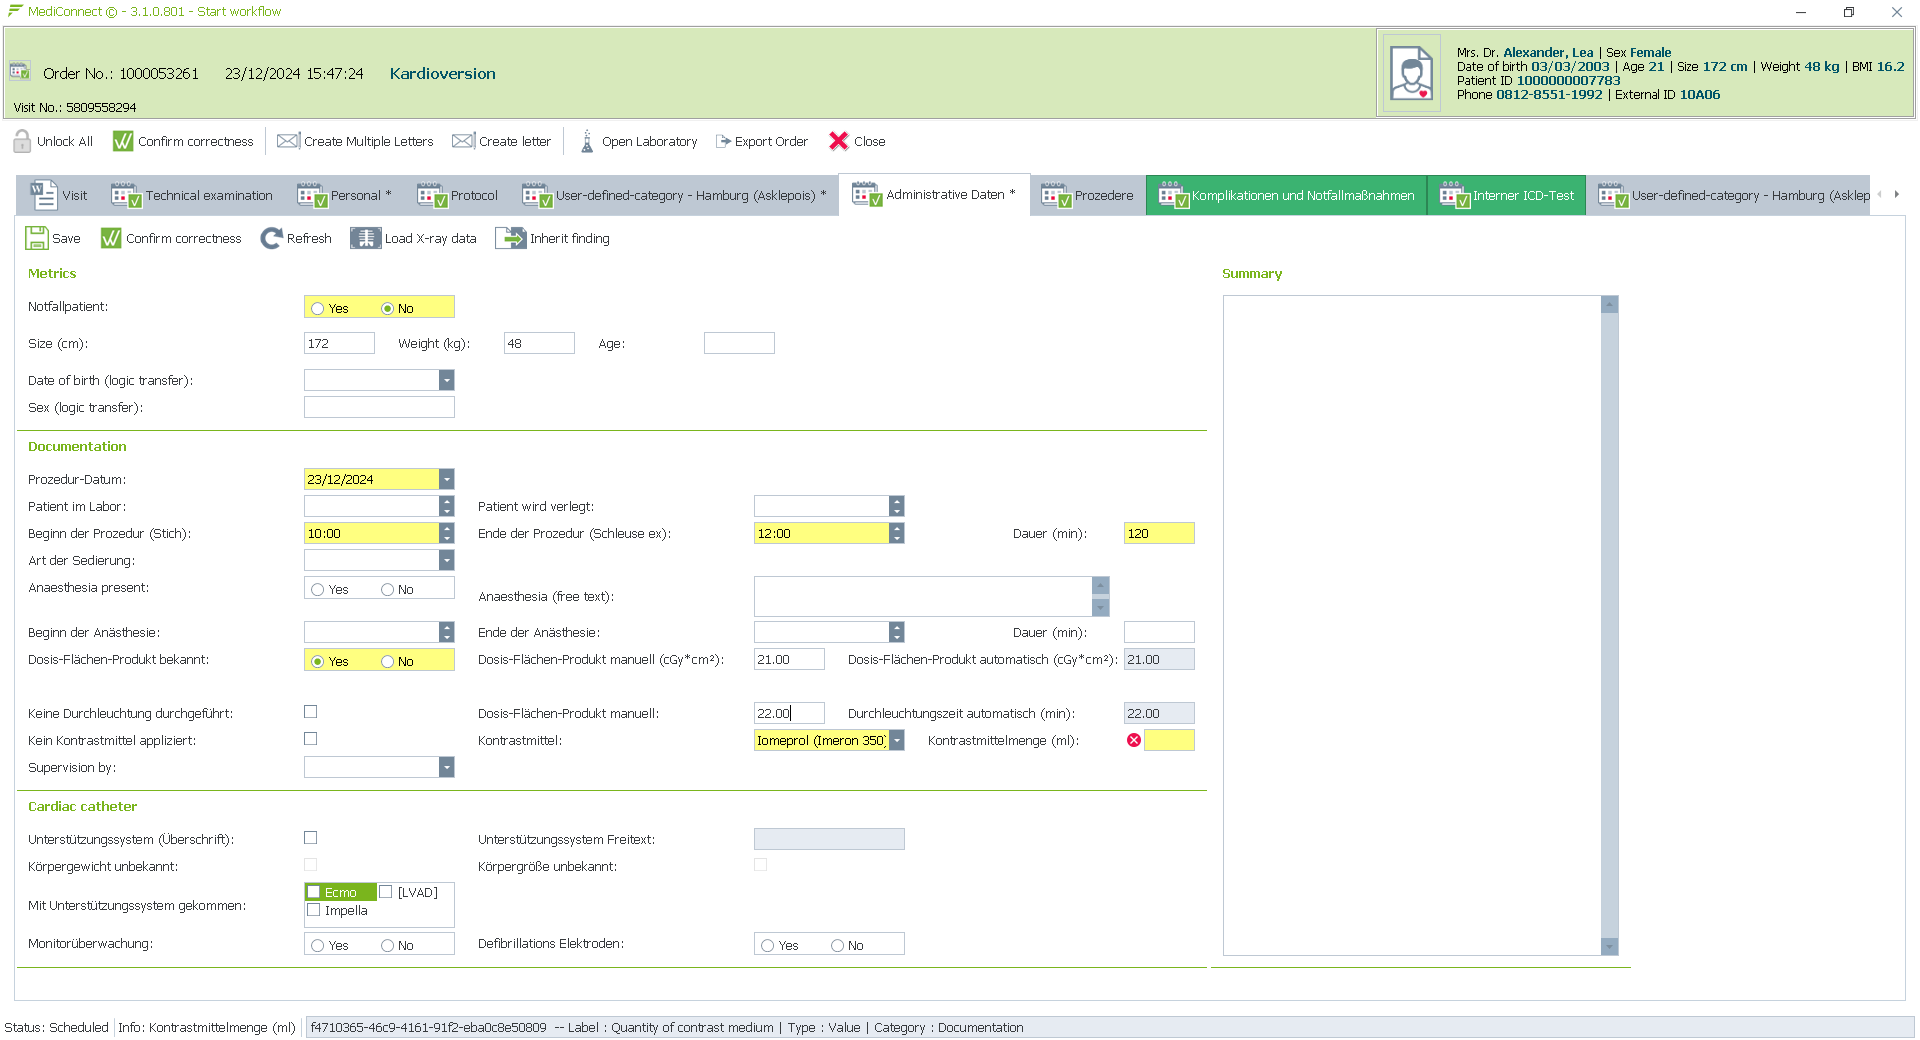 MediConnect © - 3.1.0.801 - Start workflow
Order No.: 1000053261 23/12/2024 15:47:24 Kardioversion
Visit No.: 5809558294
Mrs. Dr. Alexander, Lea | Sex Female
Date of birth 03/03/2003 | Age 21 | Size 172 cm | Weight 48 kg | BMI 16.2
Patient ID 1000000007783
Phone 0812-8551-1992 | External ID 10A06
Unlock All Confirm correctness Create Multiple Letters Create letter Open Laboratory Export Order Close
Visit Technical examination Personal * Protocol User-defined-category - Hamburg (Asklepois) * Administrative Daten * Prozedere Komplikationen und Notfallmaßnahmen Interner ICD-Test User-defined-category - Hamburg (Asklep
Save Confirm correctness Refresh Load X-ray data Inherit finding
Metrics
Summary
Notfallpatient: Yes No
Size (cm): 172 Weight (kg): 48 Age:
Date of birth (logic transfer):
Sex (logic transfer):
Documentation
Prozedur-Datum: 23/12/2024
Patient im Labor: Patient wird verlegt:
Beginn der Prozedur (Stich): 10:00 Ende der Prozedur (Schleuse ex): 12:00 Dauer (min): 120
Art der Sedierung:
Anaesthesia present: Yes No Anaesthesia (free text):
Beginn der Anästhesie: Ende der Anästhesie: Dauer (min):
Dosis-Flächen-Produkt bekannt: Yes No Dosis-Flächen-Produkt manuell (cGy*cm²): 21.00 Dosis-Flächen-Produkt automatisch (cGy*cm²): 21.00
Keine Durchleuchtung durchgeführt: Dosis-Flächen-Produkt manuell: 22.00 Durchleuchtungszeit automatisch (min): 22.00
Kein Kontrastmittel appliziert: Kontrastmittel: Iomeprol (Imeron 350) Kontrastmittelmenge (ml):
Supervision by:
Cardiac catheter
Unterstützungssystem (Überschrift): Unterstützungssystem Freitext:
Körpergewicht unbekannt: Körpergröße unbekannt:
Mit Unterstützungssystem gekommen: Ecmo [LVAD]
Impella
Monitorüberwachung: Yes No Defibrillations Elektroden: Yes No
Status: Scheduled Info: Kontrastmittelmenge (ml) f4710365-46c9-4161-91f2-eba0c8e50809 -- Label : Quantity of contrast medium | Type : Value | Category : Documentation